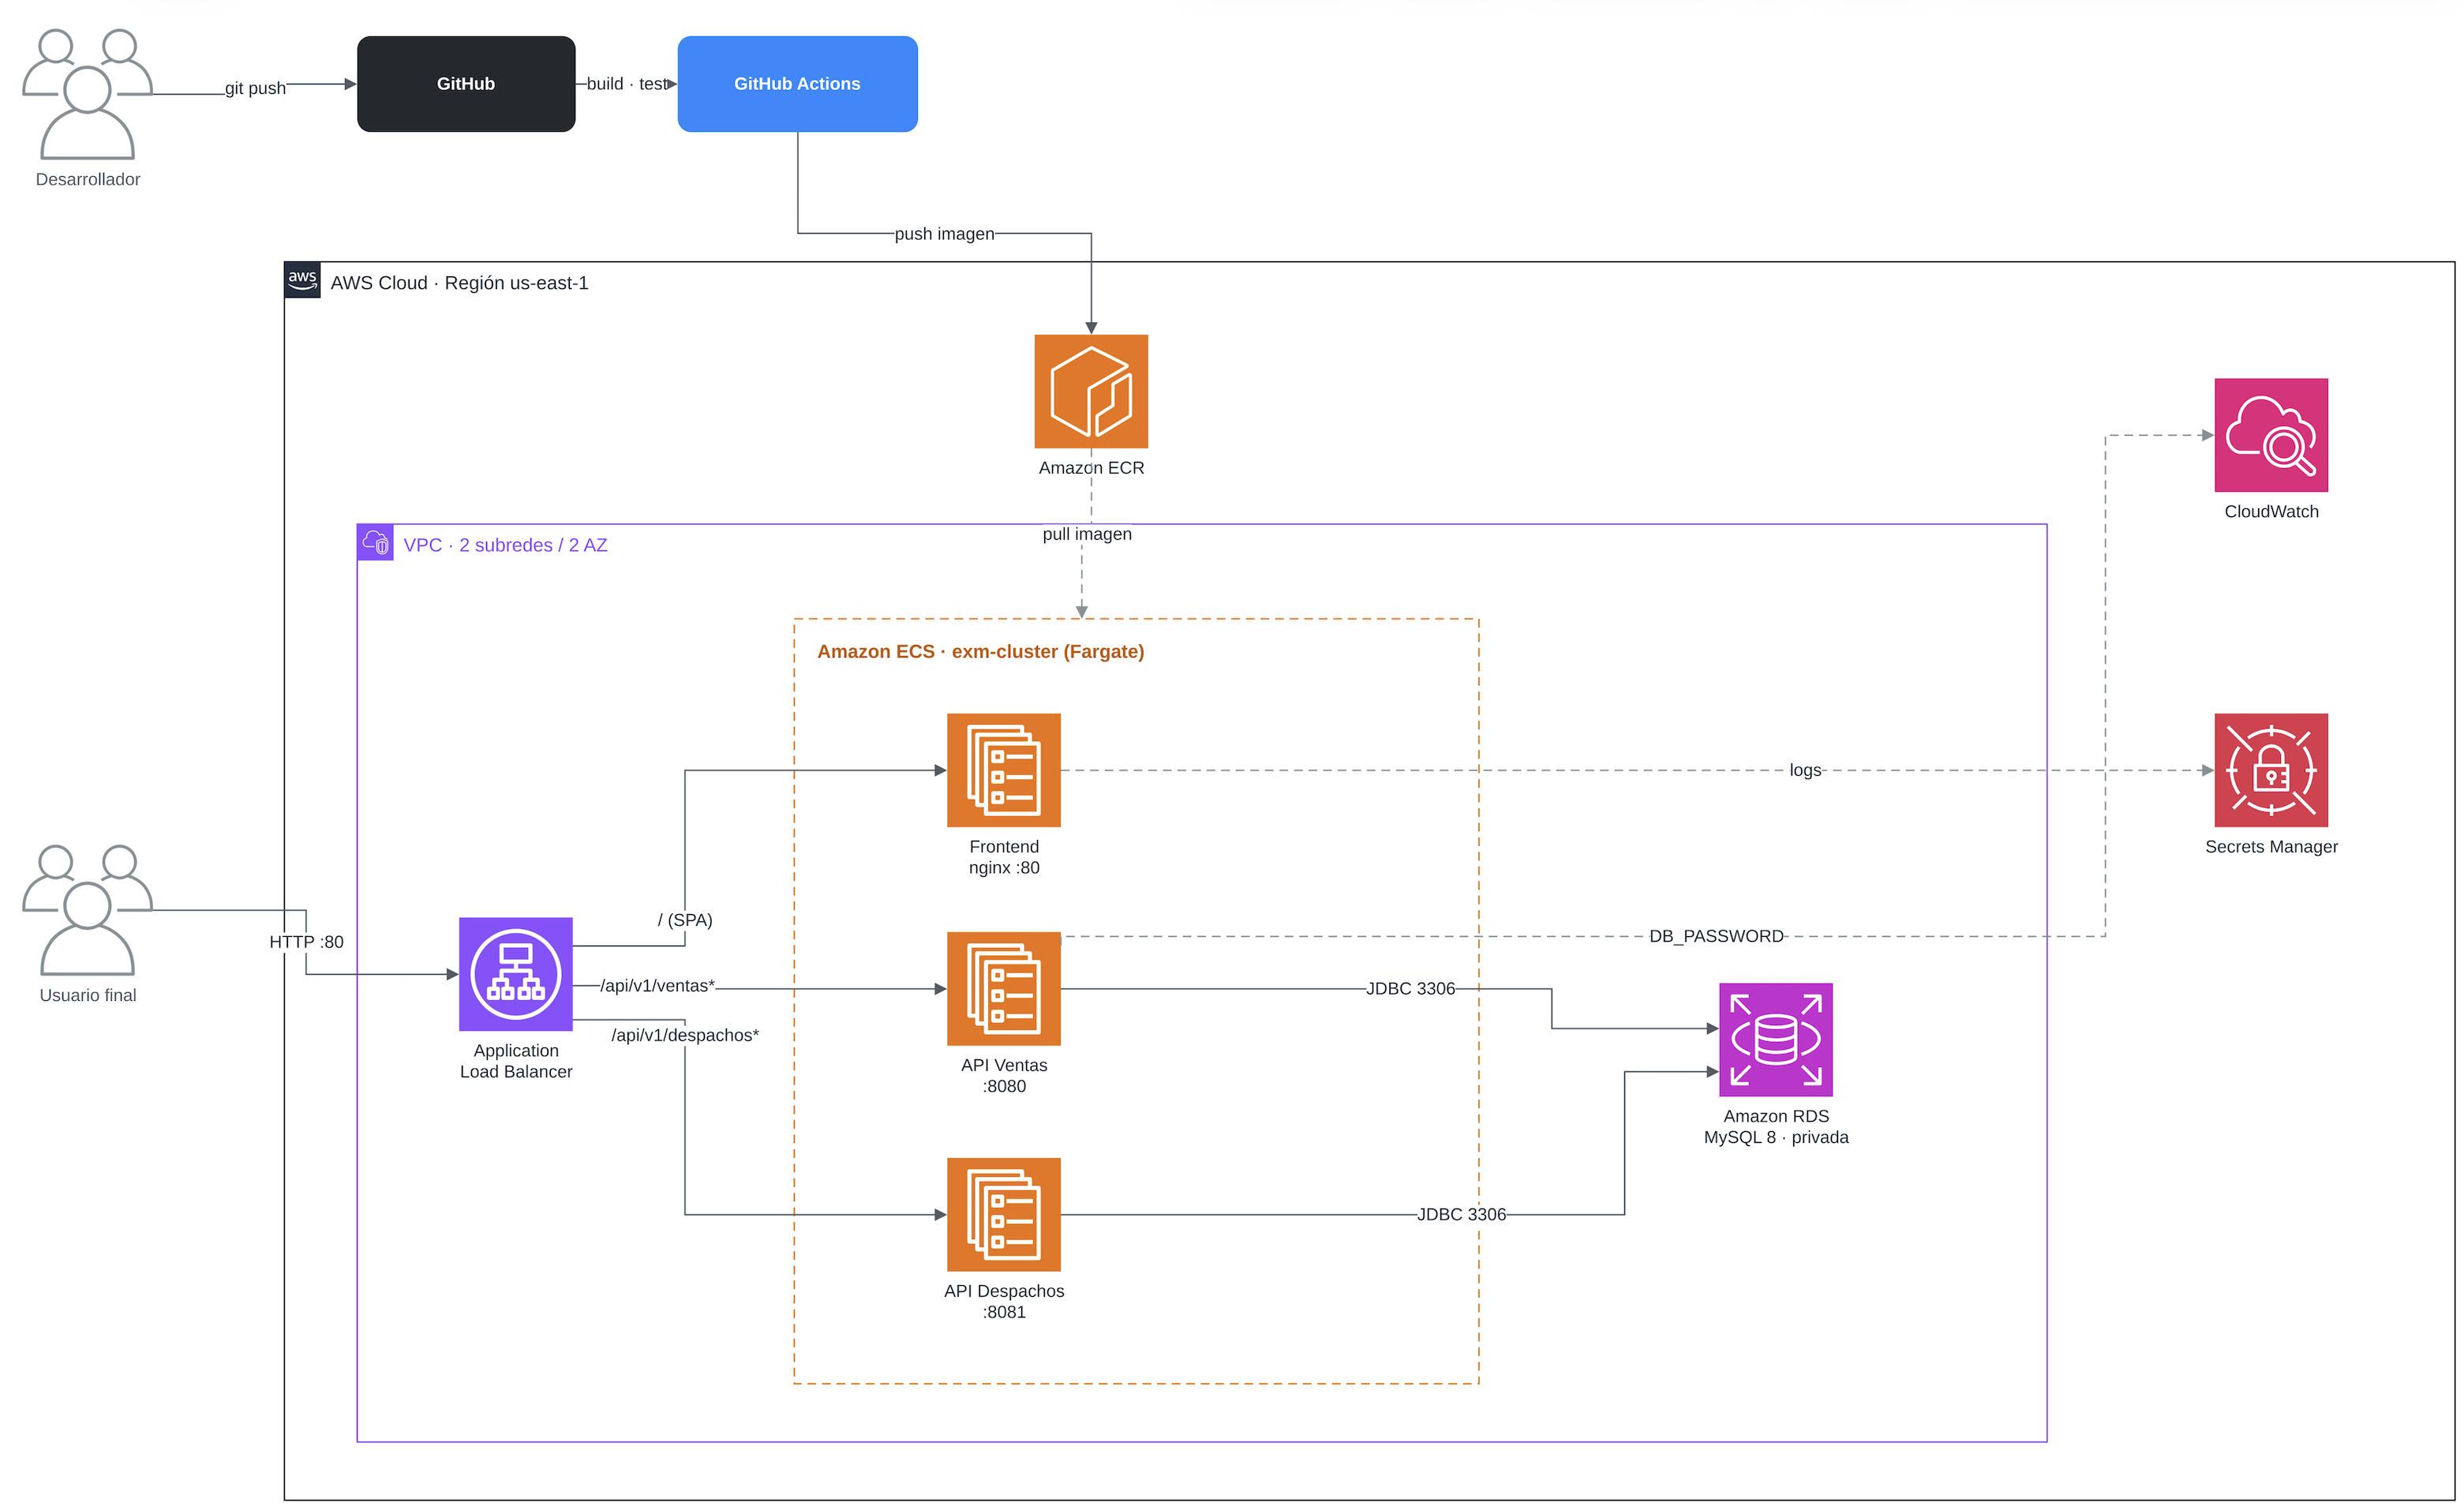 GitHub
GitHub Actions
git push
build · test
Desarrollador
push imagen
aws
AWS Cloud · Región us-east-1
Amazon ECR
CloudWatch
pull imagen
VPC · 2 subredes / 2 AZ
Amazon ECS · exm-cluster (Fargate)
logs
Frontend
nginx :80
Secrets Manager
/ (SPA)
HTTP :80
DB_PASSWORD
/api/v1/ventas*
JDBC 3306
Usuario final
/api/v1/despachos*
Application
Load Balancer
API Ventas
:8080
Amazon RDS
MySQL 8 · privada
JDBC 3306
API Despachos
:8081